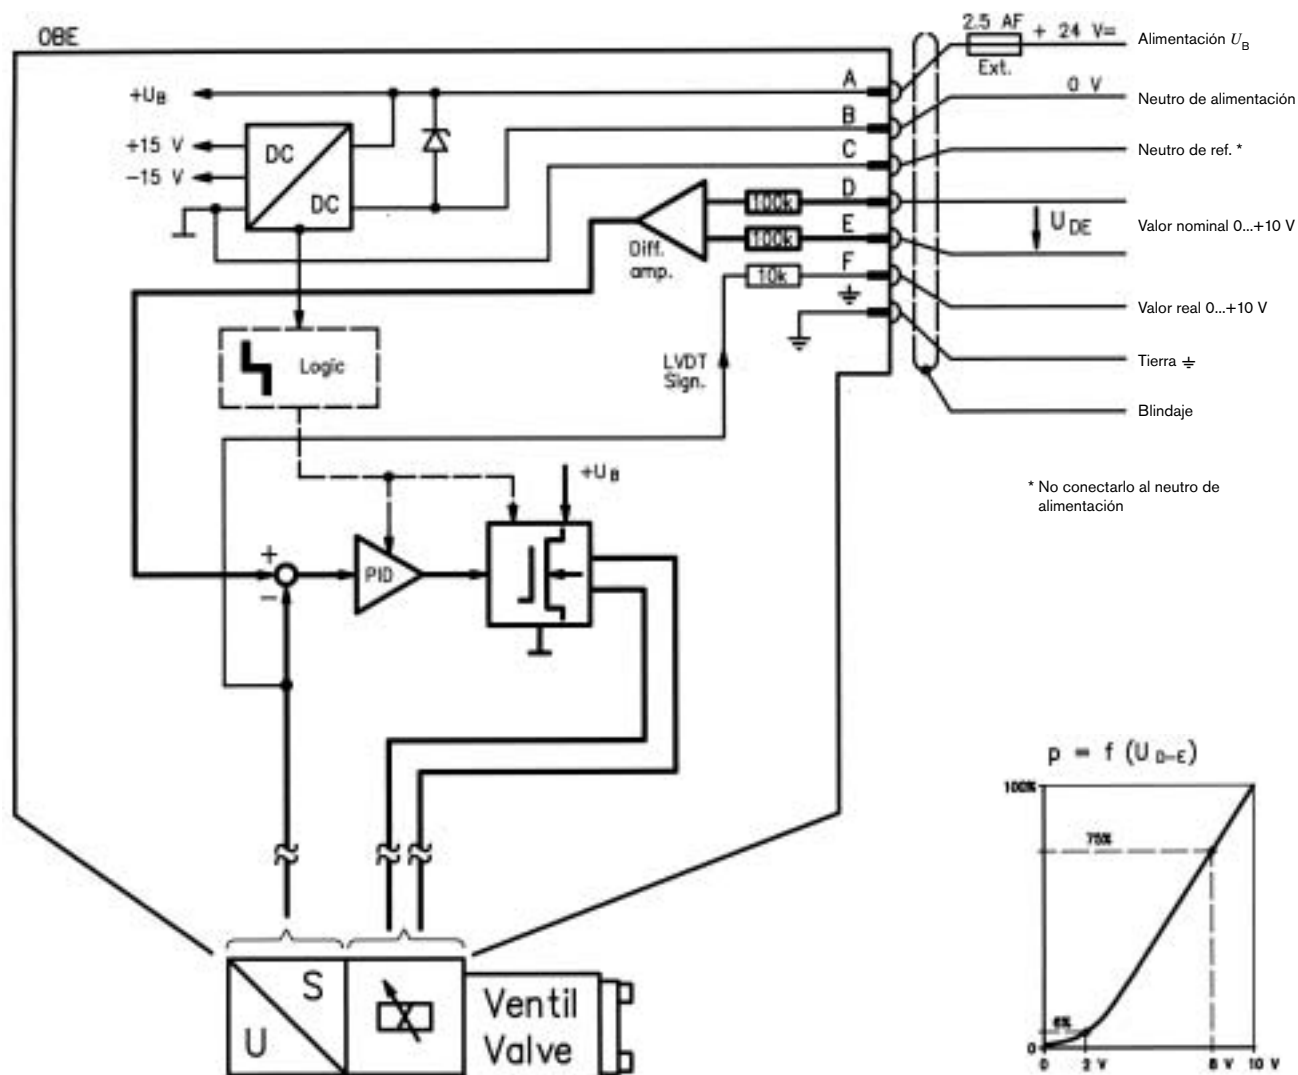 OBE
2.5 AF
+ 24 V=
Ext.
Alimentación U_B
+U_B
A
0 V
Neutro de alimentación
B
+15 V
-15 V
DC
DC
C
Neutro de ref. *
D
100k
E
100k
U_DE
Valor nominal 0...+10 V
Diff.
amp.
F
10k
Valor real 0...+10 V
Logic
LVDT
Sign.
Tierra ⏚
Blindaje
+U_B
* No conectarlo al neutro de
alimentación
+
-
PID
p = f (U_D-E)
100%
75%
6%
0
0
2 V
8 V
10 V
S
U
Ventil
Valve